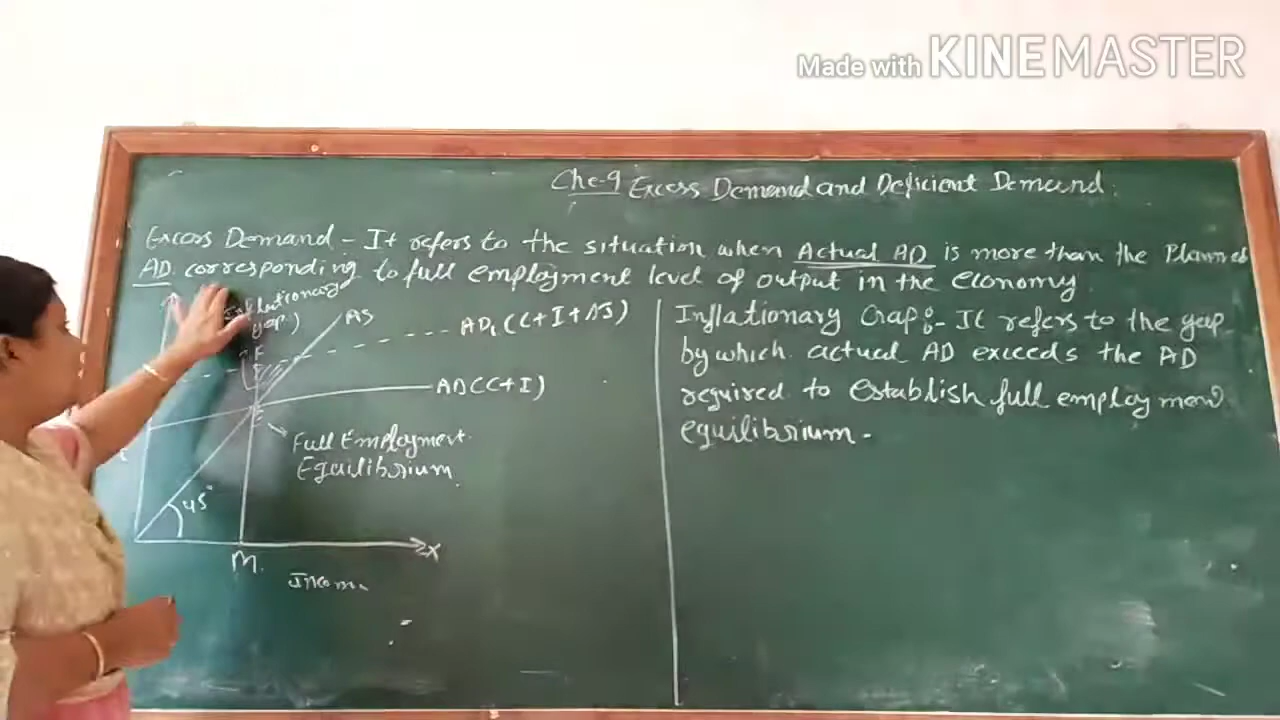 Made with KINEMASTER
Che-9 Excess Demand and Deficient Demand
Excess Demand - It refers to the situation when Actual AD is more than the Planned
AD corresponding to full employment level of output in the economy.
Inflationary
gap)
AS
AD₁ (C+I+ΔI)
F
AD (C+I)
E
Full Employment
Equilibrium
45°
M
X
Income
Inflationary Gap:- It refers to the gap
by which actual AD exceeds the AD
required to establish full employment
equilibrium-